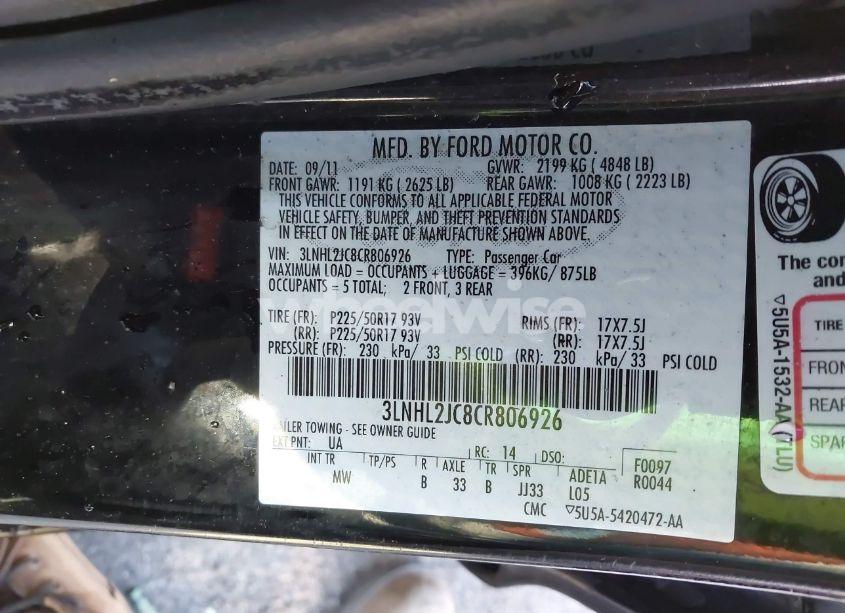 MFD. BY FORD MOTOR CO.
DATE: 09/11 GVWR: 2199 KG ( 4848 LB)
FRONT GAWR: 1191 KG ( 2625 LB) REAR GAWR: 1008 KG ( 2223 LB)
THIS VEHICLE CONFORMS TO ALL APPLICABLE FEDERAL MOTOR
VEHICLE SAFETY, BUMPER, AND THEFT PREVENTION STANDARDS
IN EFFECT ON THE DATE OF MANUFACTURE SHOWN ABOVE.
VIN: 3LNHL2JC8CR806926 TYPE: Passenger Car
MAXIMUM LOAD = OCCUPANTS + LUGGAGE = 396KG/ 875LB
OCCUPANTS = 5 TOTAL; 2 FRONT, 3 REAR
TIRE (FR): P225/50R17 93V RIMS (FR): 17X7.5J
(RR): P225/50R17 93V (RR): 17X7.5J
PRESSURE (FR): 230 kPa/ 33 PSI COLD (RR): 230 kPa/ 33 PSI COLD
3LNHL2JC8CR806926
AILER TOWING - SEE OWNER GUIDE
EXT PNT: UA RC: 14 DSO: F0097
INT TR TP/PS R AXLE TR SPR ADE1A R0044
MW B 33 B JJ33 L05
CMC ▽5U5A-5420472-AA
wheelwise
The co
and
▽5U5A-1532-AA (TLU)
TIRE
FRON
REAR
SPAR